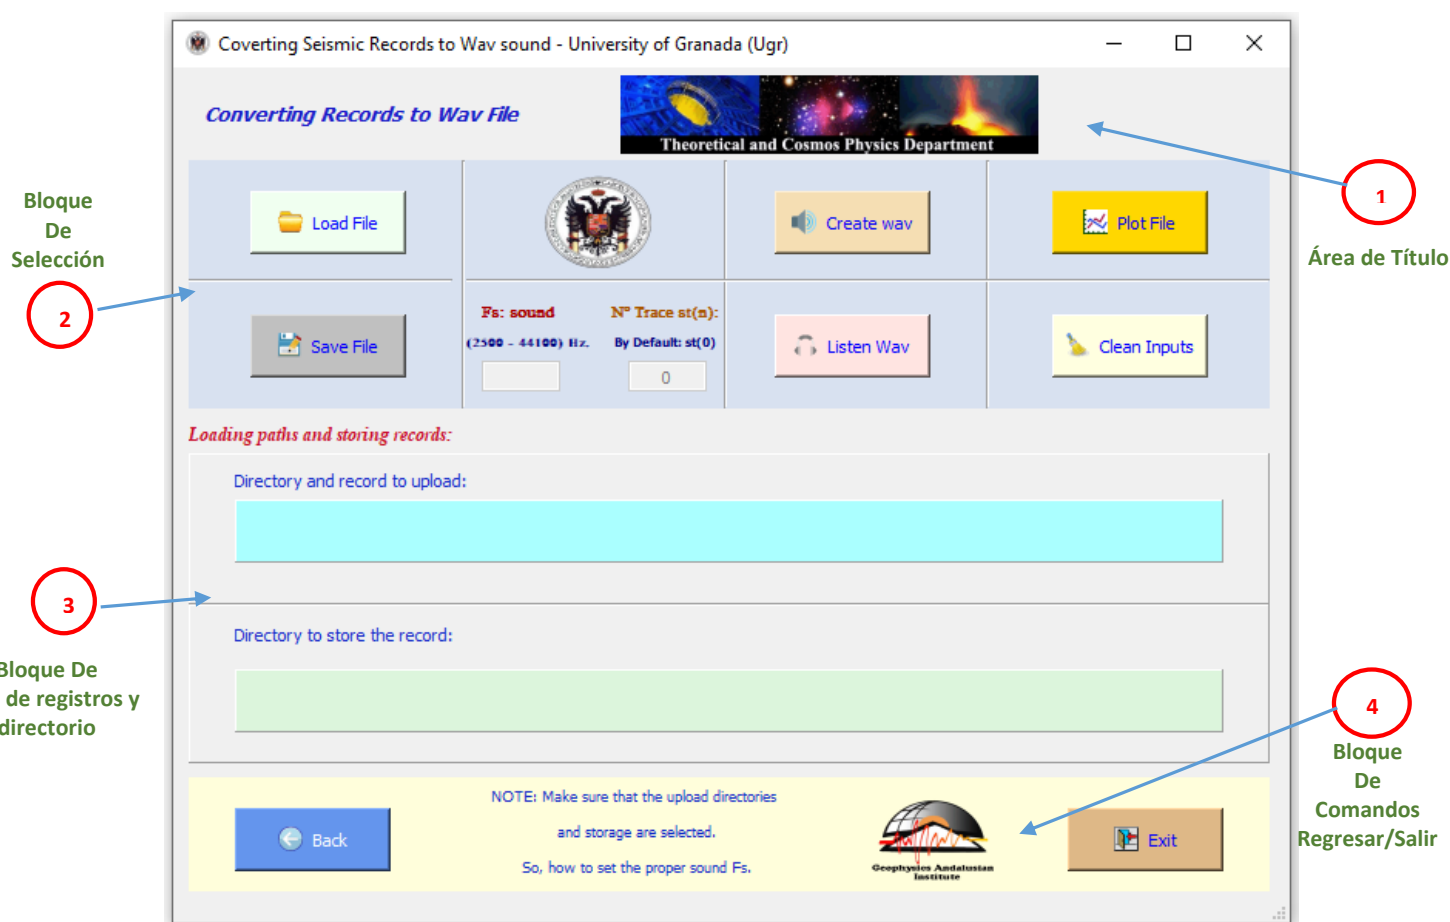 Coverting Seismic Records to Wav sound - University of Granada (Ugr)
Converting Records to Wav File
Theoretical and Cosmos Physics Department
1
Área de Título
Bloque
De
Selección
2
Load File
Create wav
Plot File
Save File
Fs: sound
(2500 - 44100) Hz.
Nº Trace st(n):
By Default: st(0)
0
Listen Wav
Clean Inputs
Loading paths and storing records:
Directory and record to upload:
3
Bloque De
de registros y
directorio
Directory to store the record:
4
Bloque
De
Comandos
Regresar/Salir
Back
NOTE: Make sure that the upload directories
and storage are selected.
So, how to set the proper sound Fs.
Geophysics Andalusian
Institute
Exit